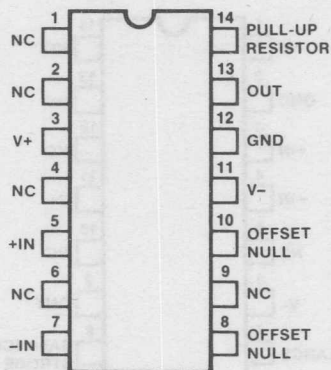 1
NC
14
PULL-UP
RESISTOR
2
NC
13
OUT
3
V+
12
GND
4
NC
11
V–
5
+IN
10
OFFSET
NULL
6
NC
9
NC
7
–IN
8
OFFSET
NULL